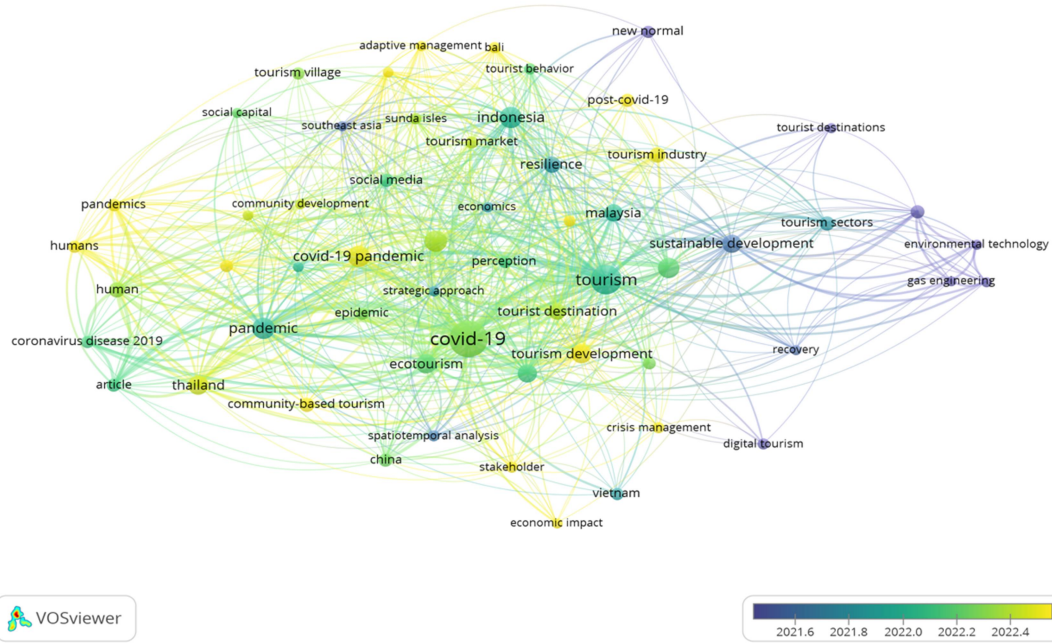 new normal
adaptive management
bali
tourist behavior
tourism village
post-covid-19
social capital
sunda isles
indonesia
southeast asia
tourist destinations
tourism market
tourism industry
resilience
social media
pandemics
community development
economics
malaysia
tourism sectors
humans
covid-19 pandemic
sustainable development
environmental technology
perception
tourism
gas engineering
human
strategic approach
epidemic
tourist destination
pandemic
coronavirus disease 2019
covid-19
recovery
tourism development
ecotourism
article
thailand
community-based tourism
crisis management
spatiotemporal analysis
digital tourism
china
stakeholder
vietnam
economic impact
VOSviewer
2021.6 2021.8 2022.0 2022.2 2022.4